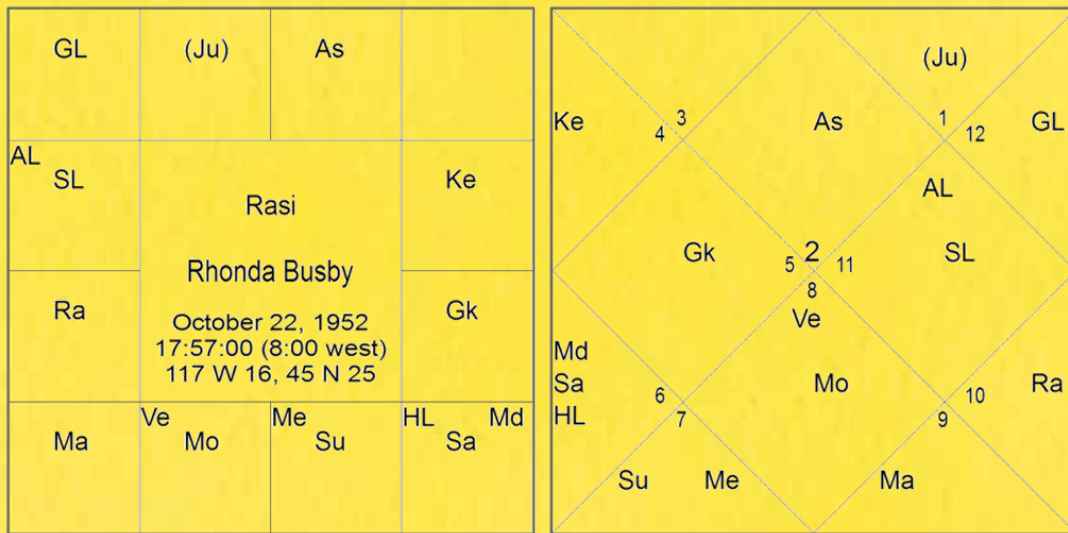 GL (Ju) As
AL
SL Ke
Rasi
Rhonda Busby
Ra Gk
October 22, 1952
17:57:00 (8:00 west)
117 W 16, 45 N 25
Ve Me HL Md
Ma Mo Su Sa
(Ju)
Ke 4 3 As 1 12 GL
AL
Gk 5 2 11 SL
8
Ve
Md
Sa 6 Mo 10 Ra
HL 7 9
Su Me Ma